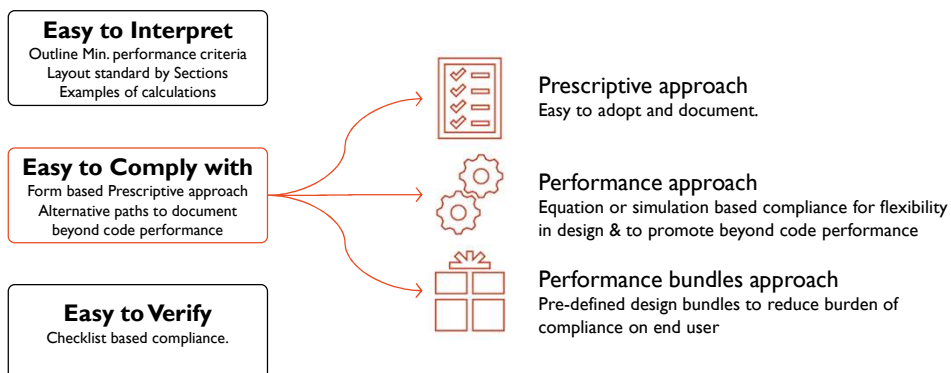 Easy to Interpret
Outline Min. performance criteria
Layout standard by Sections
Examples of calculations
Easy to Comply with
Form based Prescriptive approach
Alternative paths to document
beyond code performance
Easy to Verify
Checklist based compliance.
Prescriptive approach
Easy to adopt and document.
Performance approach
Equation or simulation based compliance for flexibility
in design & to promote beyond code performance
Performance bundles approach
Pre-defined design bundles to reduce burden of
compliance on end user